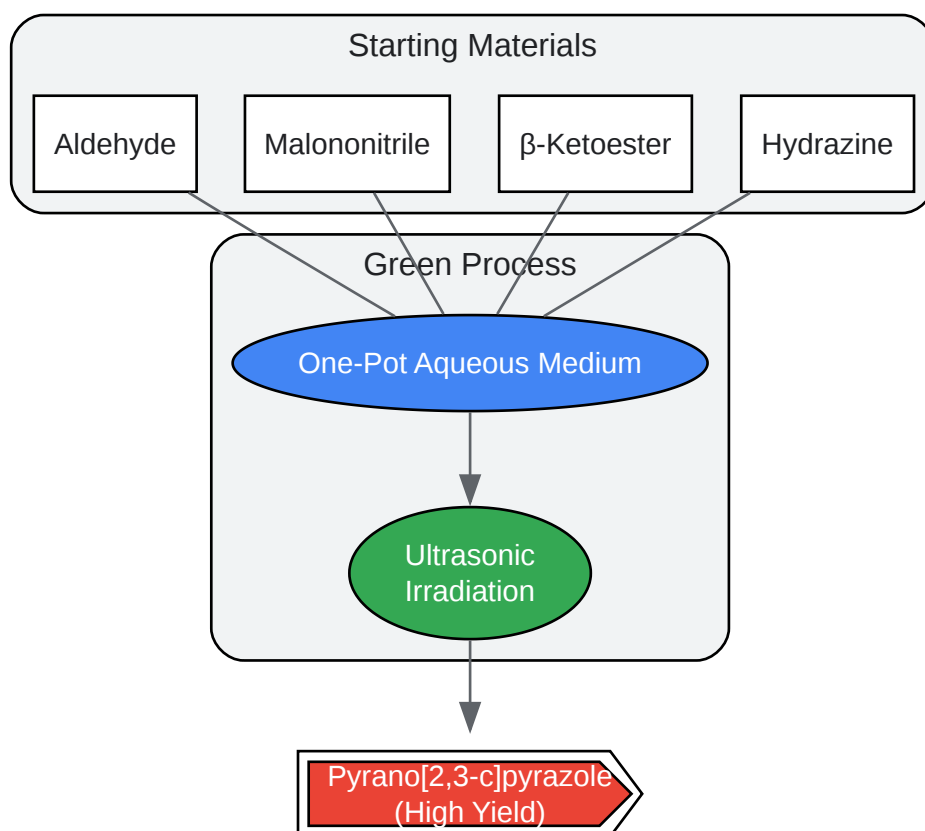 Starting Materials
Aldehyde
Malononitrile
β-Ketoester
Hydrazine
Green Process
One-Pot Aqueous Medium
Ultrasonic
Irradiation
Pyrano[2,3-c]pyrazole
(High Yield)